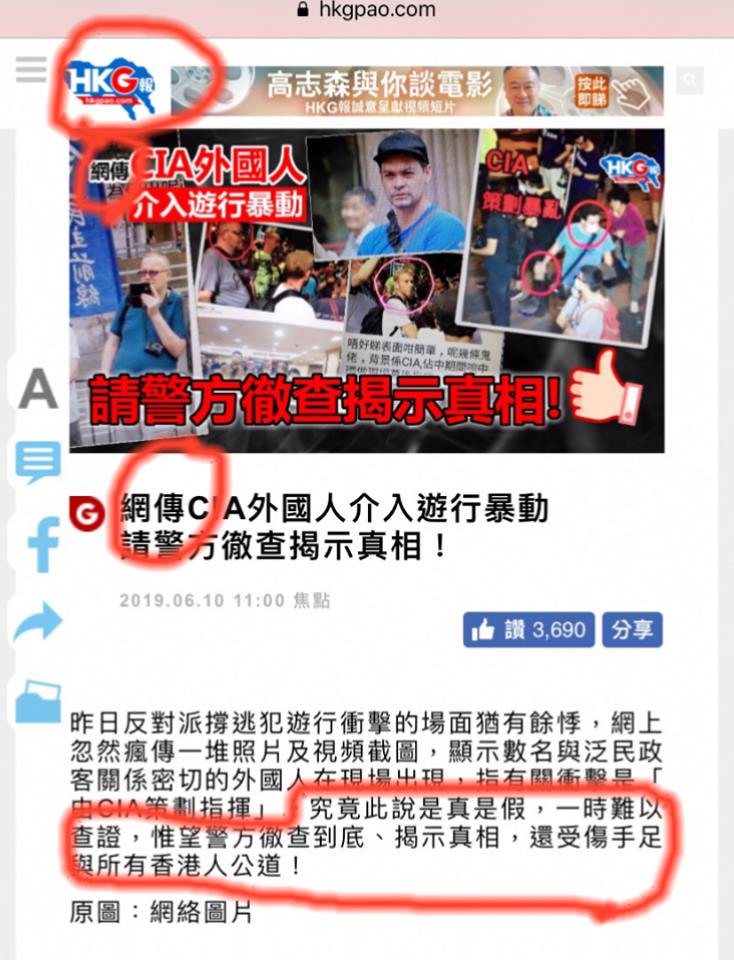 hkgpao.com
HKG報
hkgpao.com
高志森與你談電影
HKG報誠意呈獻視頻短片
按此
即睇
網傳CIA外國人
介入遊行暴動
CIA
策劃暴亂
HKG報
唔好睇表面咁簡單，呢幾條鬼
佬，背景係CIA,佔中期間喺中
請警方徹查揭示真相!
網傳CIA外國人介入遊行暴動
請警方徹查揭示真相！
2019.06.10 11:00 焦點
讚 3,690
分享
A
昨日反對派撐逃犯遊行衝擊的場面猶有餘悸，網上
忽然瘋傳一堆照片及視頻截圖，顯示數名與泛民政
客關係密切的外國人在現場出現，指有關衝擊是「
由CIA策劃指揮」，究竟此說是真是假，一時難以
查證，惟望警方徹查到底、揭示真相，還受傷手足
與所有香港人公道！
原圖：網絡圖片